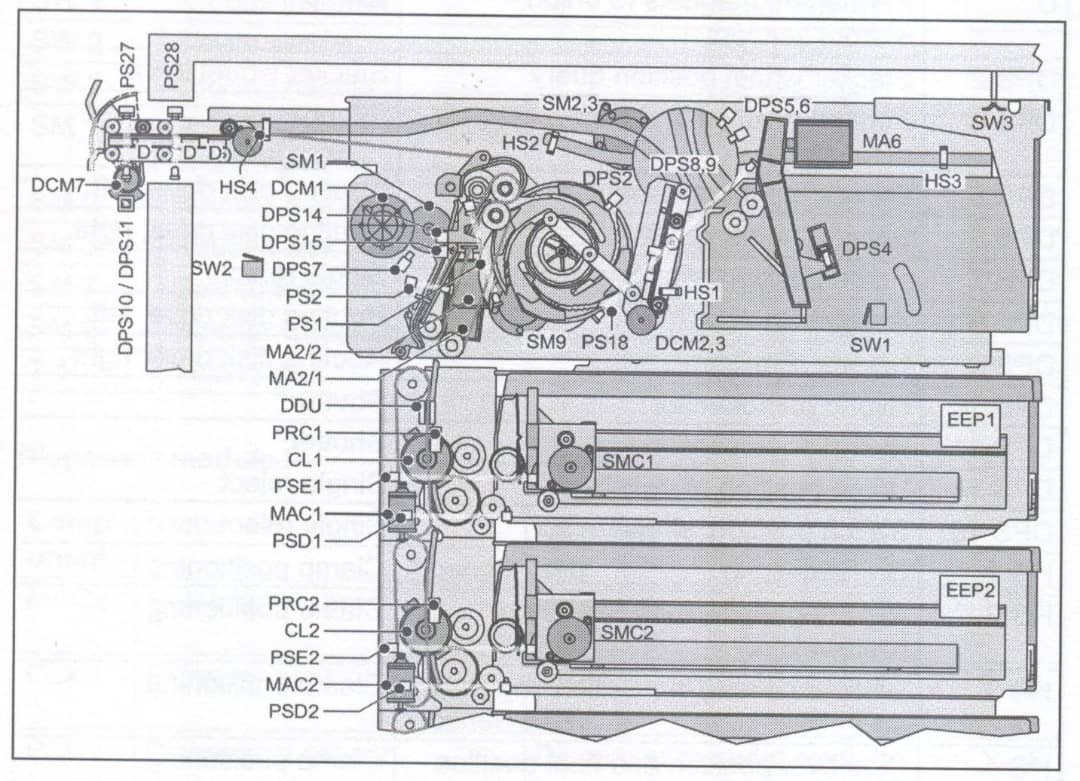 PS27
PS28
DCM7
DPS10 / DPS11
D
D
D
HS4
SM1
DCM1
DPS14
DPS15
SW2
DPS7
PS2
PS1
MA2/2
MA2/1
DDU
PRC1
CL1
PSE1
MAC1
PSD1
PRC2
CL2
PSE2
MAC2
PSD2
SM2,3
HS2
DPS2
DPS5,6
DPS8,9
MA6
SW3
HS3
DPS4
HS1
SW1
SM9
PS18
DCM2,3
EEP1
SMC1
EEP2
SMC2